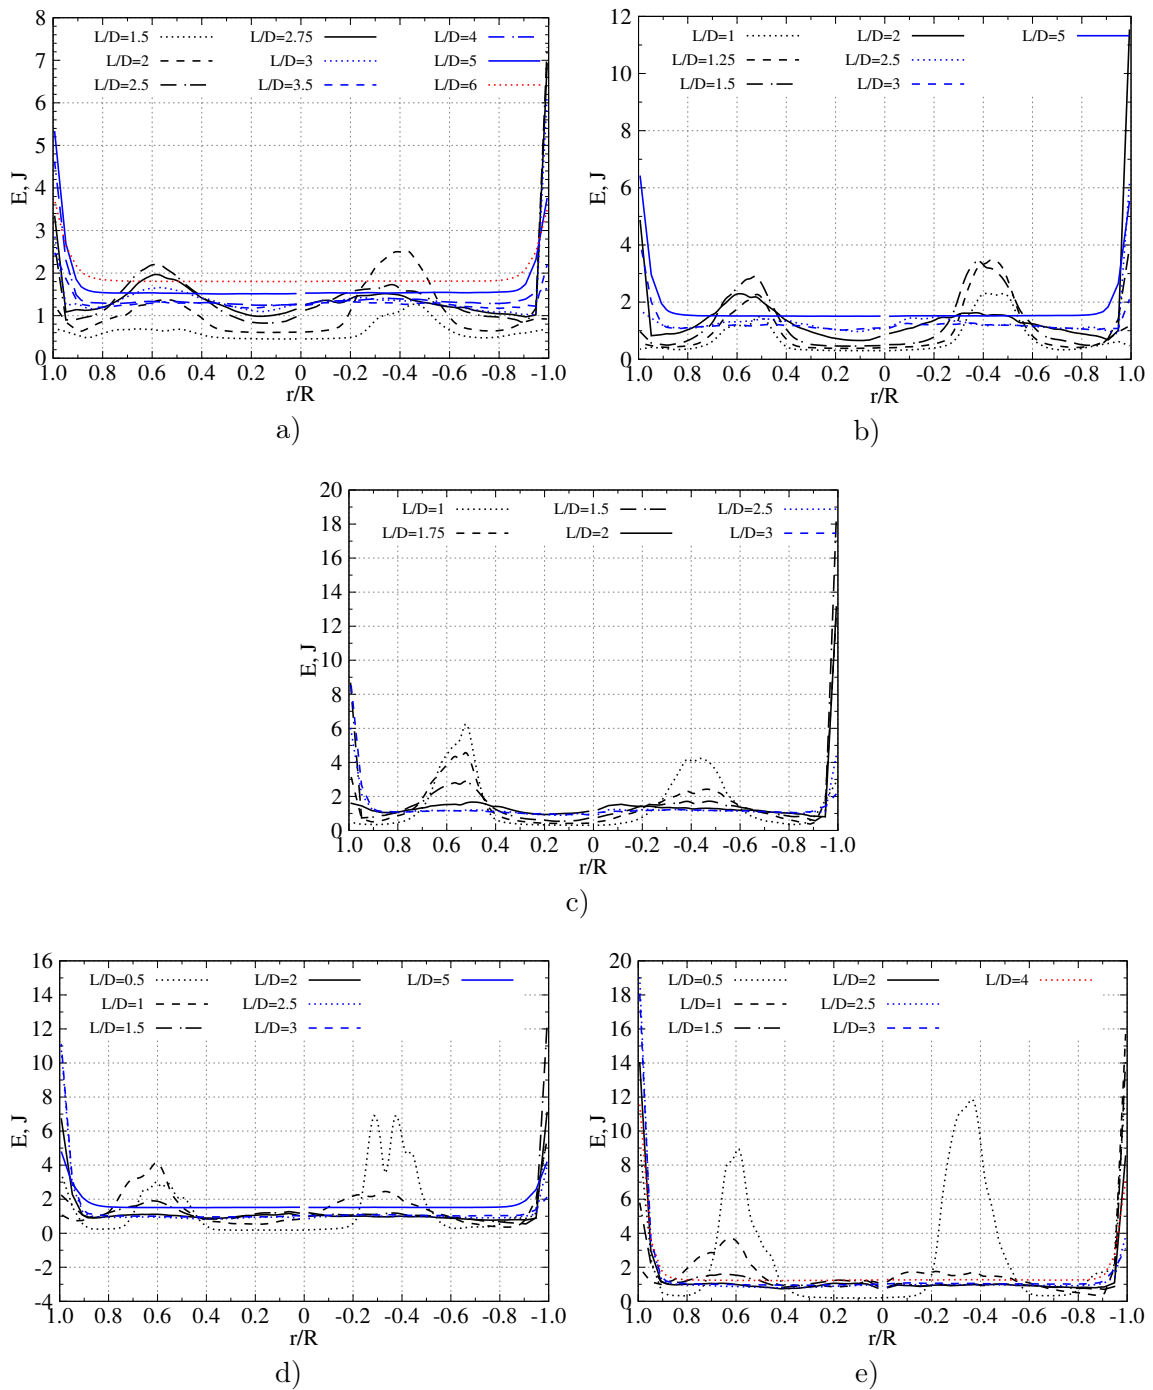 8
7
6
5
4
3
2
1
0
E, J
L/D=1.5 L/D=2.75 L/D=4
L/D=2 L/D=3 L/D=5
L/D=2.5 L/D=3.5 L/D=6
1.0 0.8 0.6 0.4 0.2 0 -0.2 -0.4 -0.6 -0.8 -1.0
r/R
a)
12
10
8
6
4
2
0
E, J
L/D=1 L/D=2 L/D=5
L/D=1.25 L/D=2.5
L/D=1.5 L/D=3
1.0 0.8 0.6 0.4 0.2 0 -0.2 -0.4 -0.6 -0.8 1.0
r/R
b)
20
18
16
14
12
10
8
6
4
2
0
E, J
L/D=1 L/D=1.5 L/D=2.5
L/D=1.75 L/D=2 L/D=3
1.0 0.8 0.6 0.4 0.2 0 -0.2 -0.4 -0.6 -0.8 -1.0
r/R
c)
16
14
12
10
8
6
4
2
0
-2
-4
E, J
L/D=0.5 L/D=2 L/D=5
L/D=1 L/D=2.5
L/D=1.5 L/D=3
1.0 0.8 0.6 0.4 0.2 0 -0.2 -0.4 -0.6 -0.8 -1.0
r/R
d)
20
18
16
14
12
10
8
6
4
2
0
E, J
L/D=0.5 L/D=2 L/D=4
L/D=1 L/D=2.5
L/D=1.5 L/D=3
1.0 0.8 0.6 0.4 0.2 0 -0.2 -0.4 -0.6 -0.8 -1.0
r/R
e)